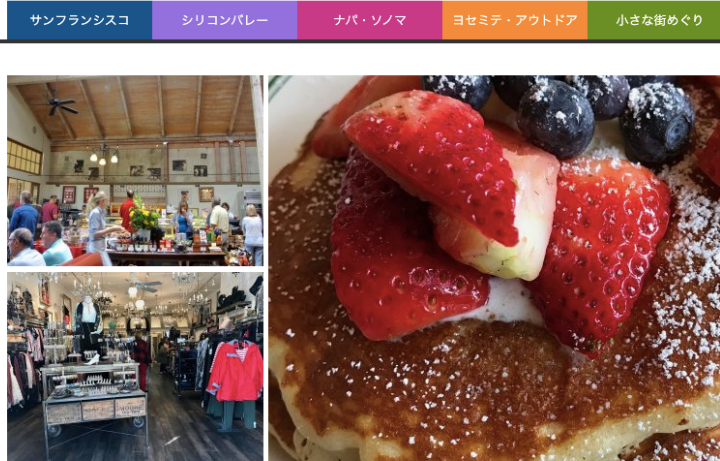 サンフランシスコ
シリコンバレー
ナパ・ソノマ
ヨセミテ・アウトドア
小さな街めぐり